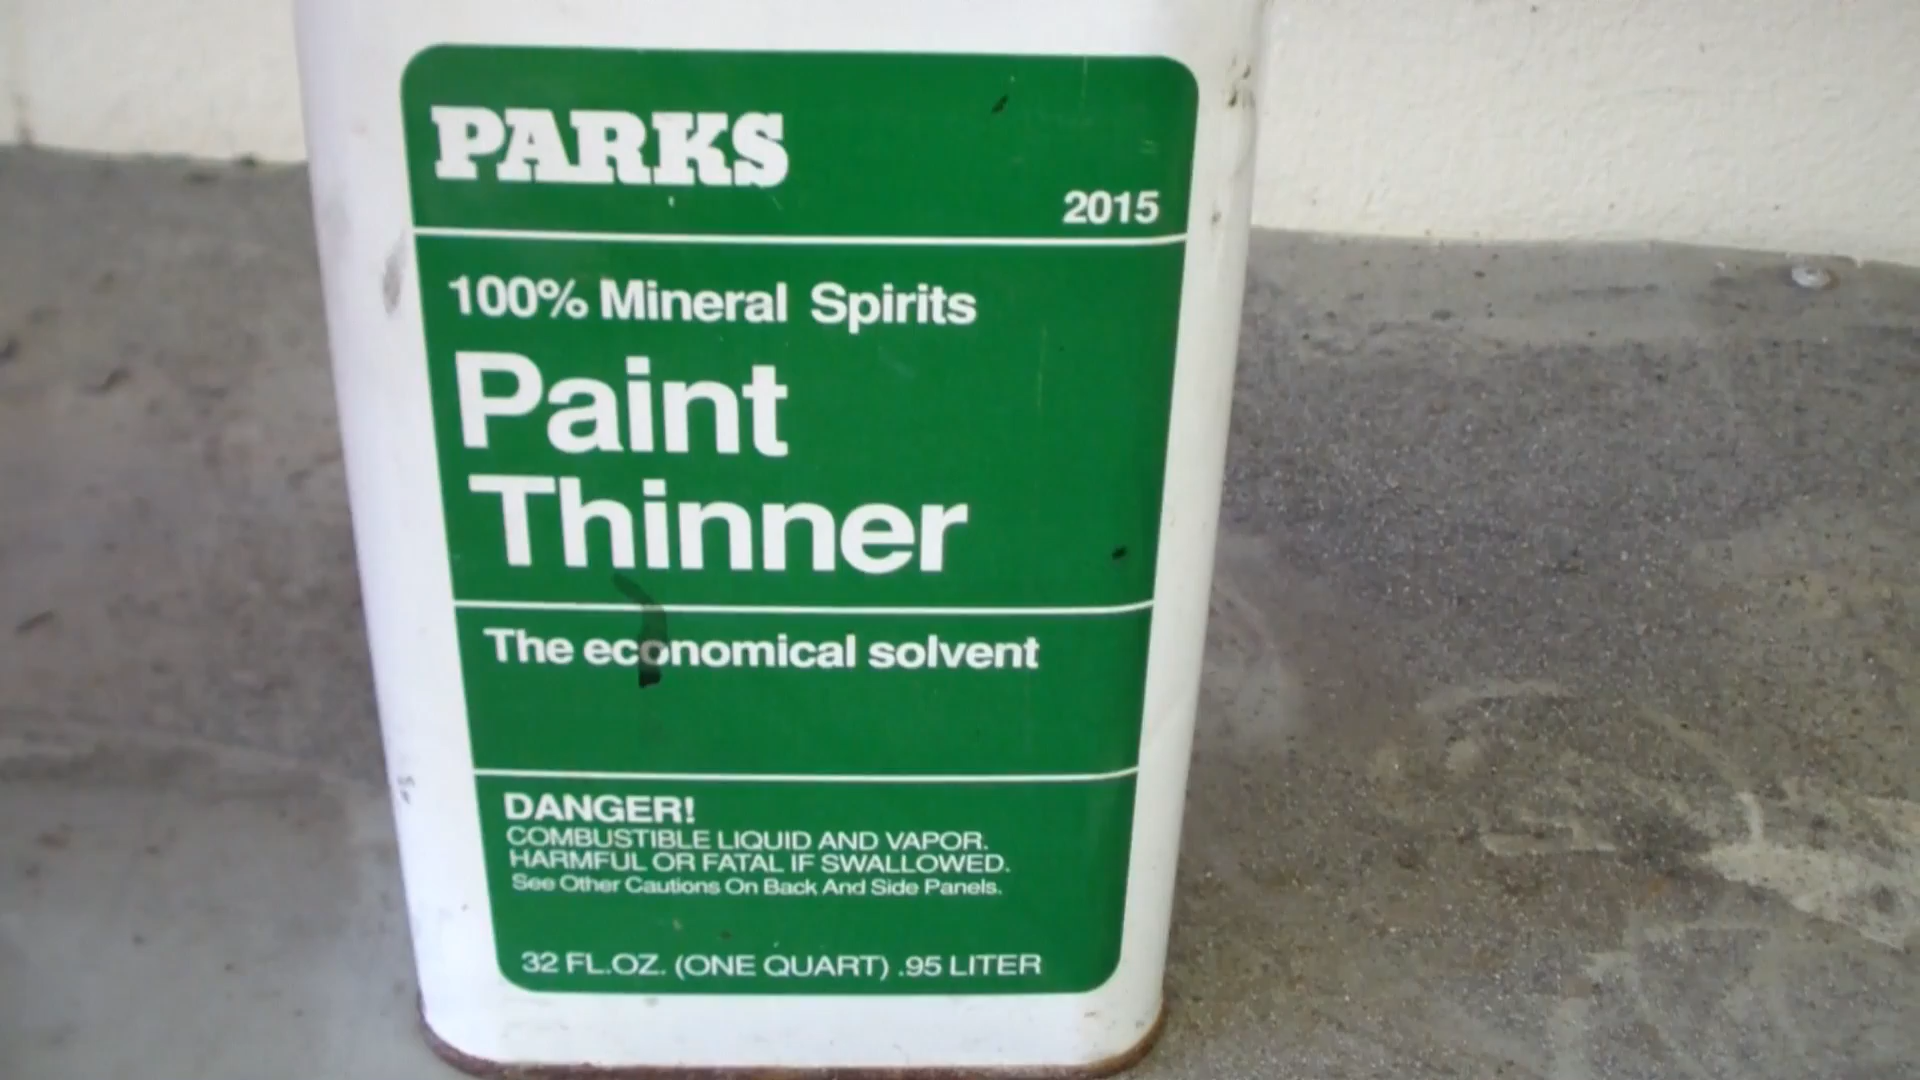 PARKS
2015
100% Mineral Spirits
Paint
Thinner
The economical solvent
DANGER!
COMBUSTIBLE LIQUID AND VAPOR.
HARMFUL OR FATAL IF SWALLOWED.
See Other Cautions On Back And Side Panels.
32 FL.OZ. (ONE QUART) .95 LITER